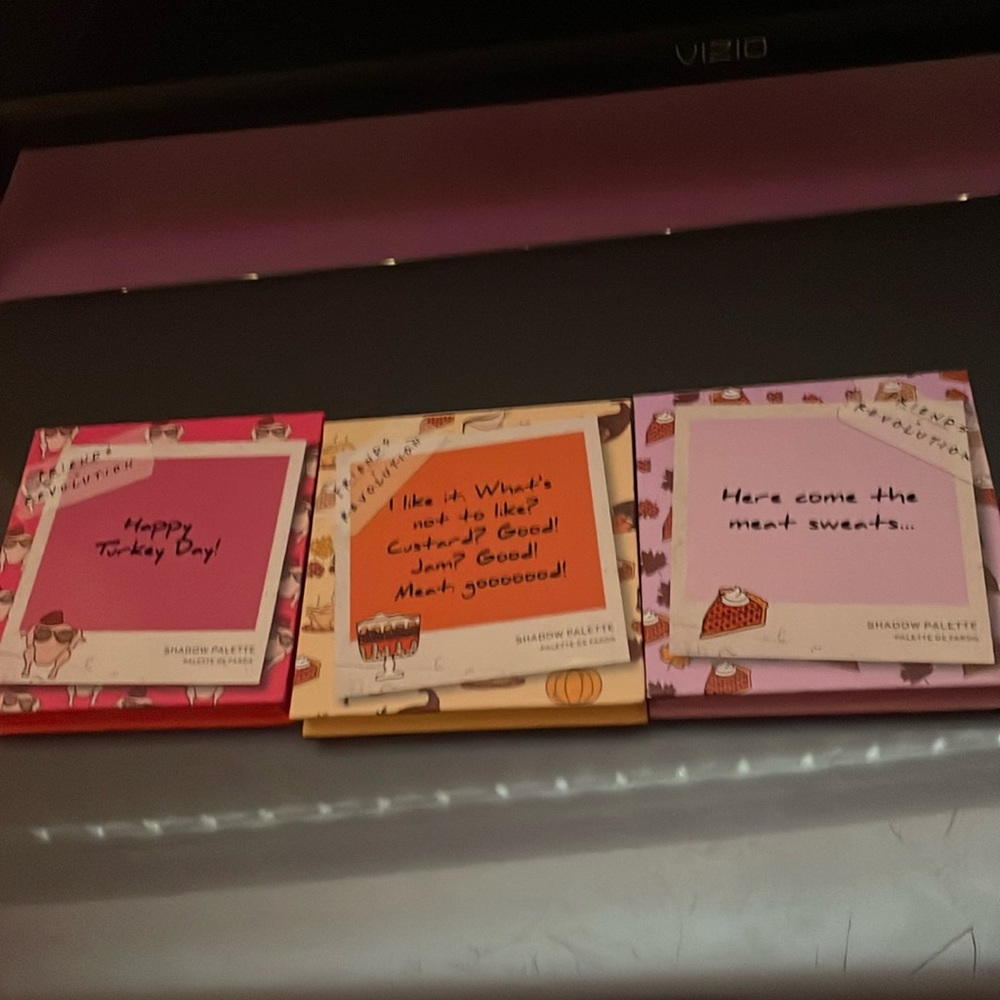 VIZIO
FRIENDS
X
REVOLUTION
Happy
Turkey Day!
SHADOW PALETTE
PALETTE DE FARDS
FRIENDS
X
REVOLUTION
I like it. What's
not to like?
Custard? Good!
Jam? Good!
Meat, gooooood!
SHADOW PALETTE
PALETTE DE FARDS
FRIENDS
X
REVOLUTION
Here come the
meat sweats...
SHADOW PALETTE
PALETTE DE FARDS